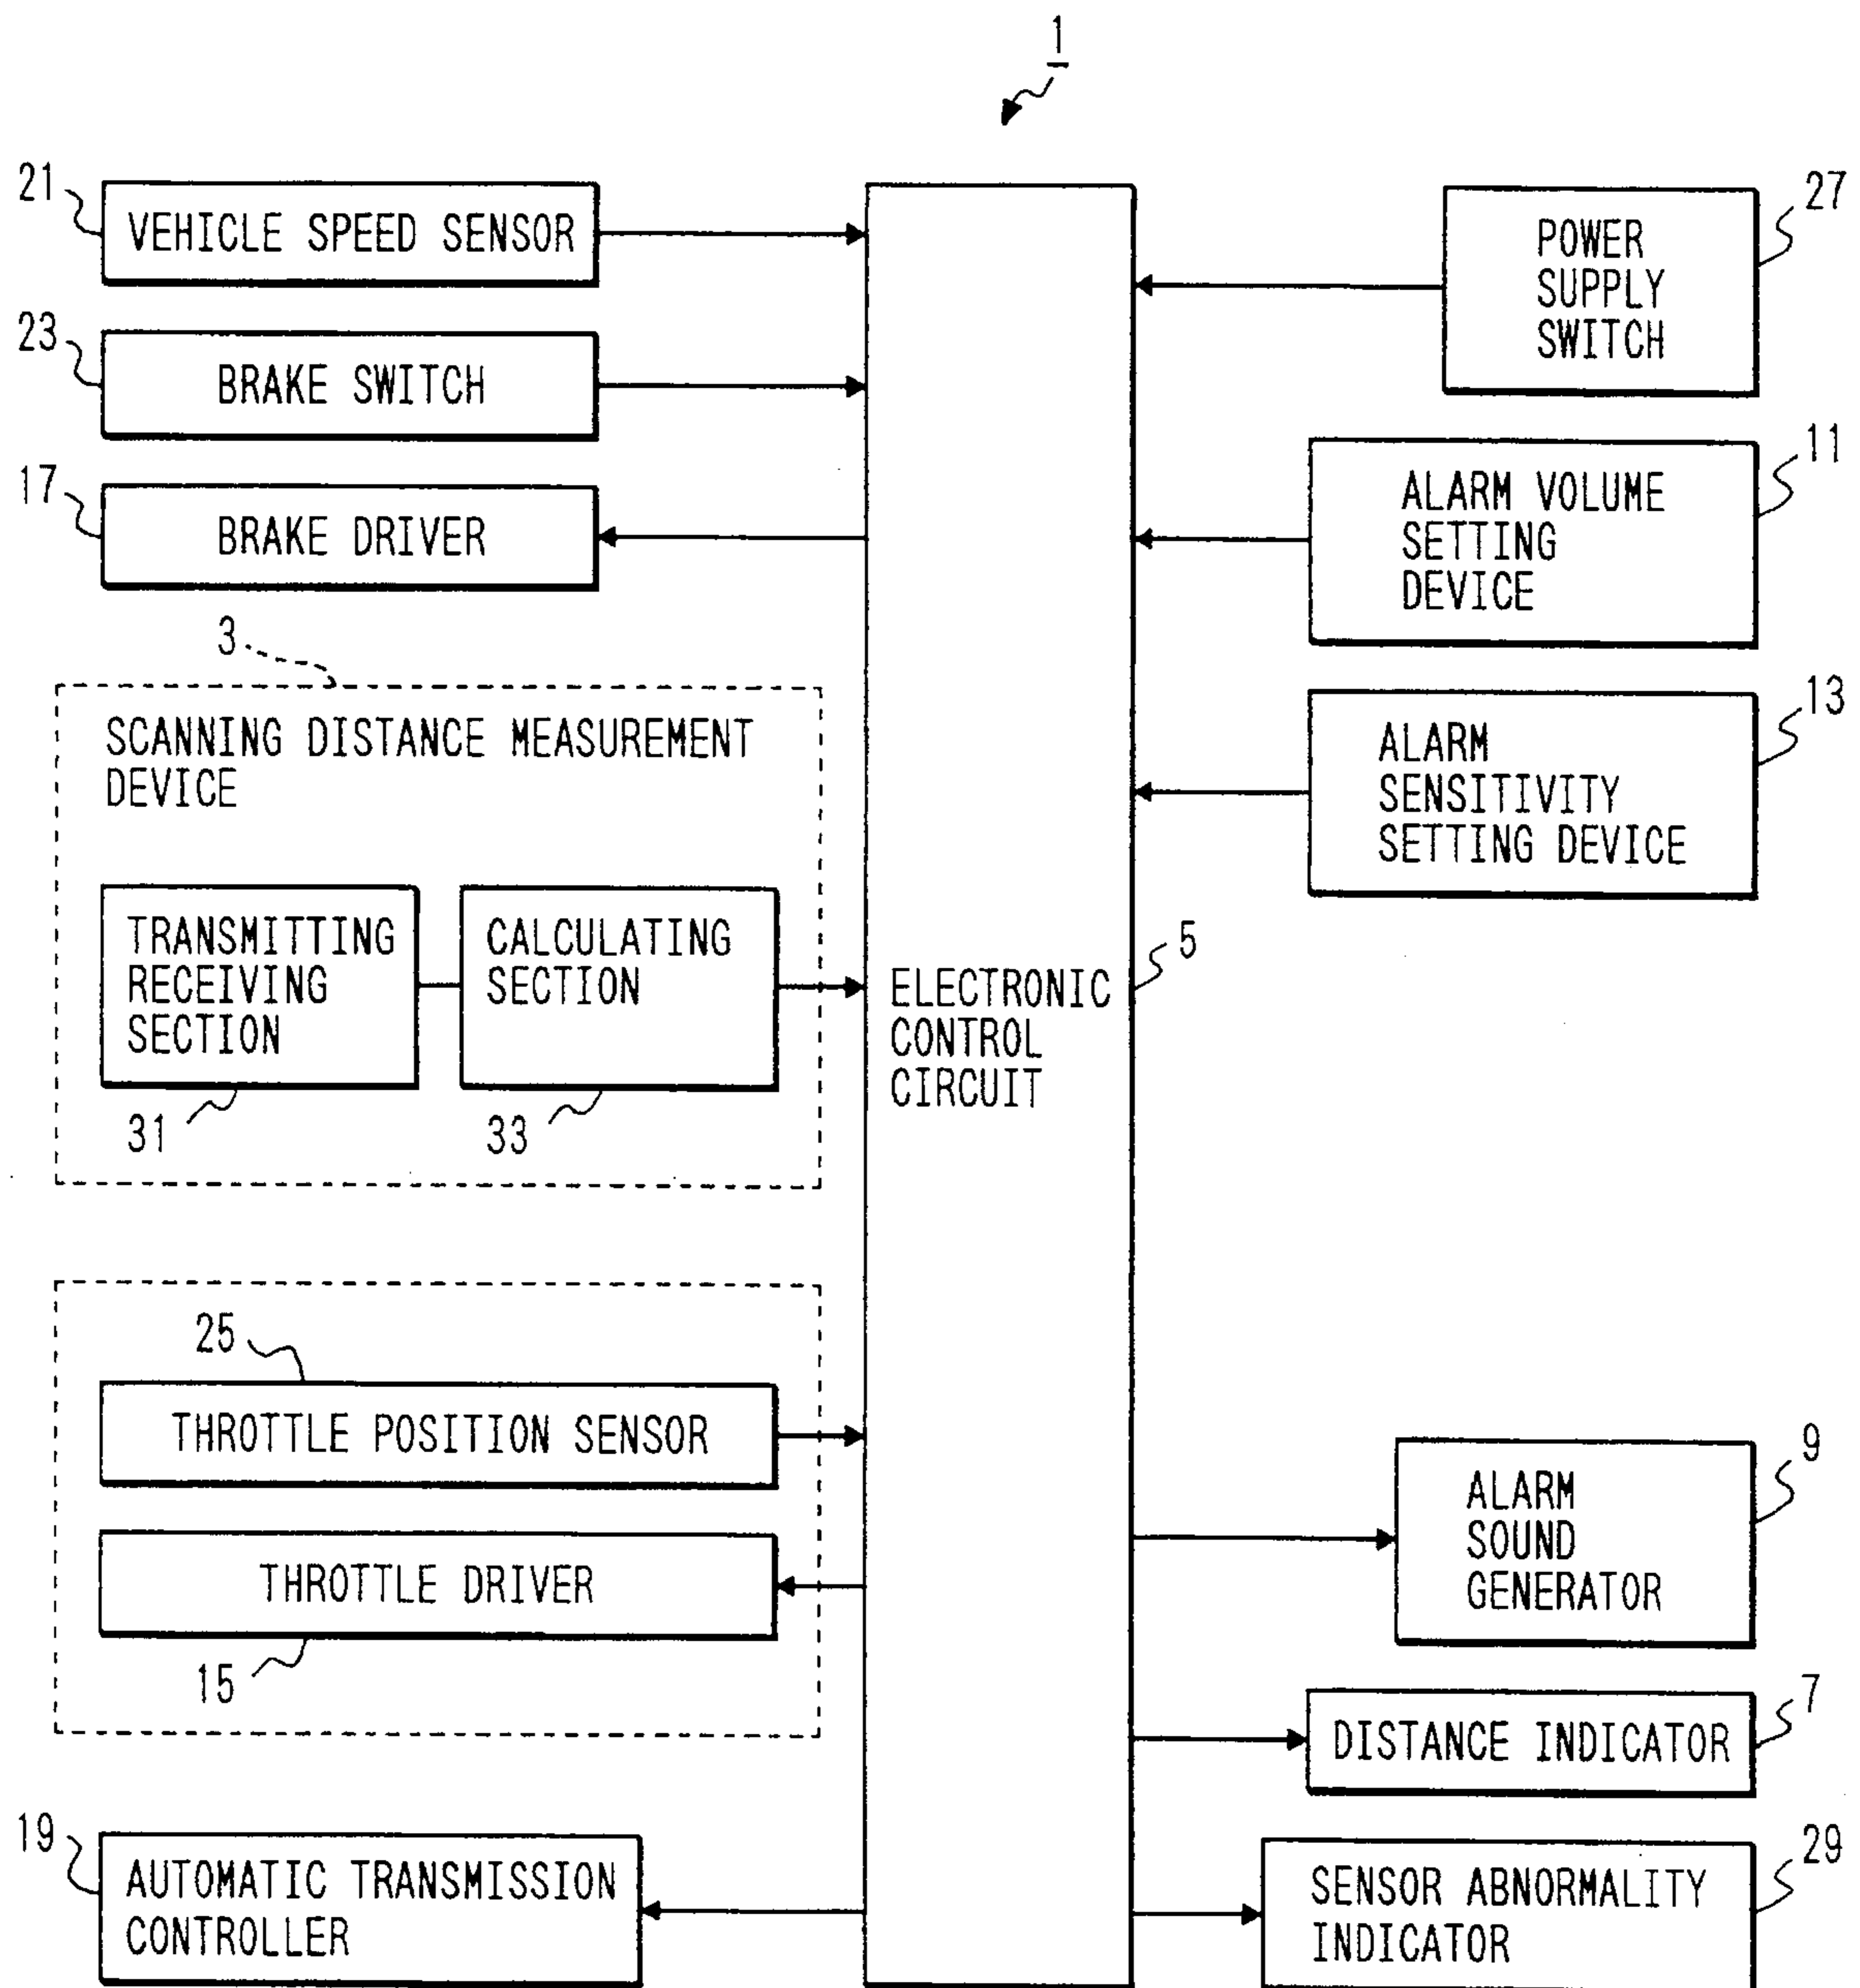 1
21
VEHICLE SPEED SENSOR
23
BRAKE SWITCH
17
BRAKE DRIVER
3
SCANNING DISTANCE MEASUREMENT
DEVICE
TRANSMITTING
RECEIVING
SECTION
31
CALCULATING
SECTION
33
25
THROTTLE POSITION SENSOR
THROTTLE DRIVER
15
19
AUTOMATIC TRANSMISSION
CONTROLLER
ELECTRONIC
CONTROL
CIRCUIT
5
POWER
SUPPLY
SWITCH
27
ALARM VOLUME
SETTING
DEVICE
11
ALARM
SENSITIVITY
SETTING DEVICE
13
ALARM
SOUND
GENERATOR
9
DISTANCE INDICATOR
7
SENSOR ABNORMALITY
INDICATOR
29